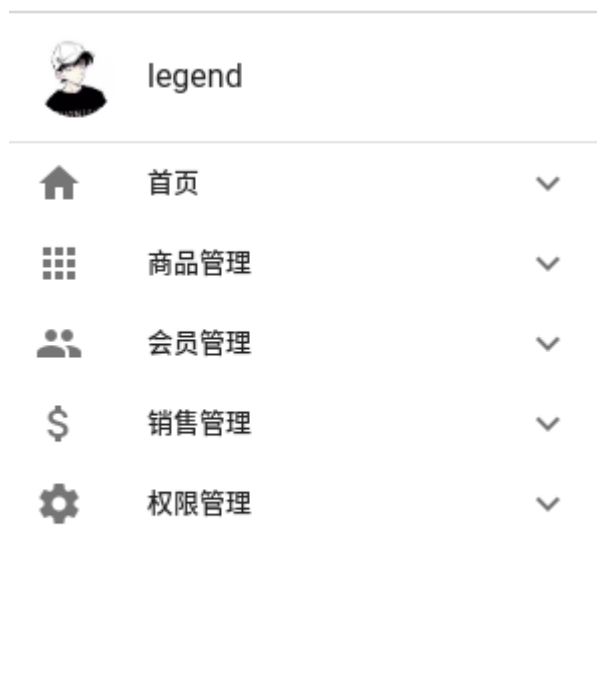 legend
首页
商品管理
会员管理
销售管理
权限管理